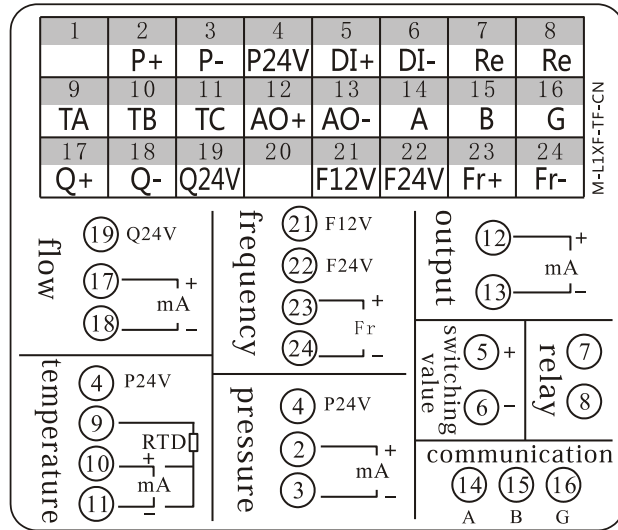 1 2 3 4 5 6 7 8
P+ P- P24V DI+ DI- Re Re
9 10 11 12 13 14 15 16
TA TB TC AO+ AO- A B G
17 18 19 20 21 22 23 24
Q+ Q- Q24V F12V F24V Fr+ Fr-
M-L1XF-TF-CN
flow
19 Q24V
17 +
mA
18 −
frequency
21 F12V
22 F24V
23 +
Fr
24 −
output
12 +
mA
13 −
switching
value
5 +
6 −
relay
7
8
temperature
4 P24V
9
RTD
10 +
mA
11 −
pressure
4 P24V
2 +
mA
3 −
communication
14 15 16
A B G